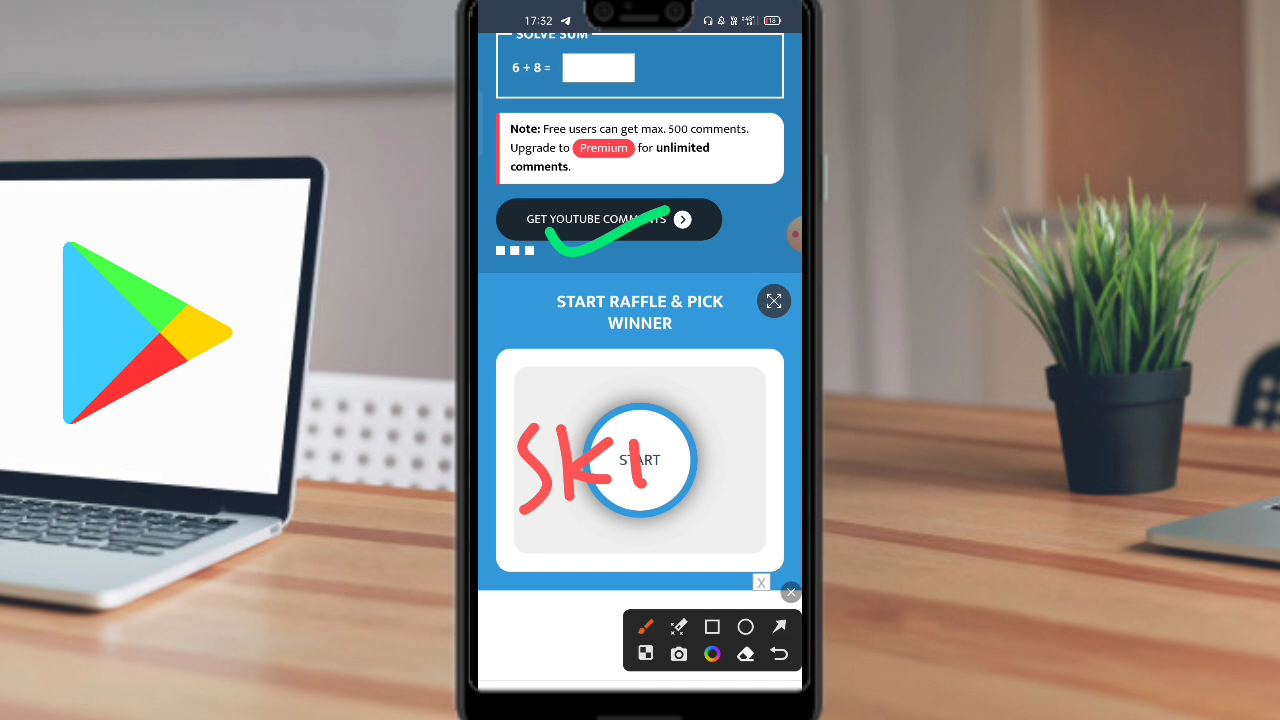 17:32
SOLVE SUM
6 + 8 =
Note: Free users can get max. 500 comments.
Upgrade to Premium for unlimited
comments.
GET YOUTUBE COMMENTS
START RAFFLE & PICK
WINNER
START
SKI
X